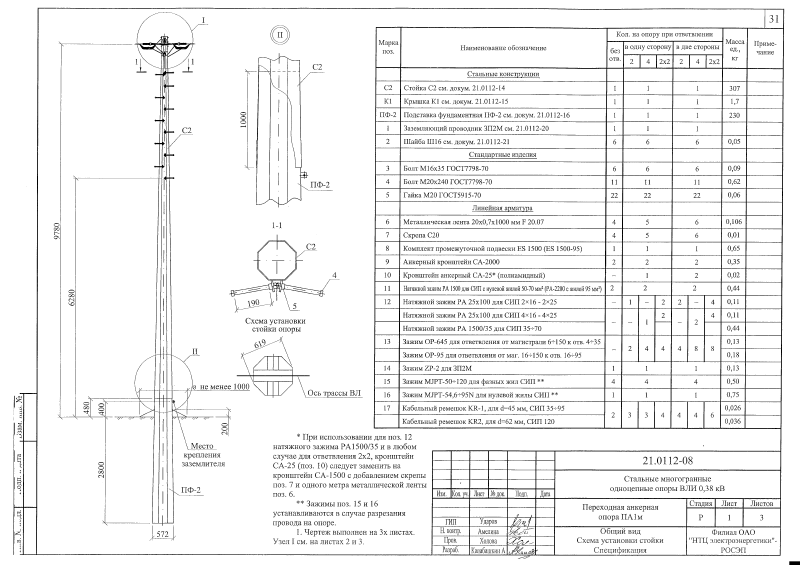 31
1
II
1
1
С2
9780
6280
2800
480
400
200
572
не менее 1000
II
Место
крепления
заземлителя
ПФ-2
С2
1000
ПФ-2
1-1
С2
4
5
190
Схема установки
стойки опоры
619
Ось трассы ВЛ
Марка поз. | Наименование обозначение | Кол. на опору при ответвлении | Масса ед., кг | Приме-чание
без отв. | в одну сторону | в две стороны
2 | 4 | 2х2 | 2 | 4 | 2х2
Стальные конструкции
С2 Стойка С2 см. докум. 21.0112-14 1 1 1 307
К1 Крышка К1 см. докум. 21.0112-15 1 1 1 1,7
ПФ-2 Подставка фундаментная ПФ-2 см. докум. 21.0112-16 1 1 1 230
1 Заземляющий проводник ЗП2М см. докум. 21.0112-20 1 1 1
2 Шайба Ш16 см. докум. 21.0112-21 6 6 6 0,05
Стандартные изделия
3 Болт М16х35 ГОСТ7798-70 6 6 6 0,09
4 Болт М20х240 ГОСТ7798-70 11 11 11 0,62
5 Гайка М20 ГОСТ5915-70 22 22 22 0,06
Линейная арматура
6 Металлическая лента 20х0,7х1000 мм F 20.07 4 5 6 0,106
7 Скрепа С20 4 5 6 0,01
8 Комплект промежуточной подвески ES 1500 (ES 1500-95) 1 1 1 0,65
9 Анкерный кронштейн СА-2000 2 2 2 0,35
10 Кронштейн анкерный СА-25* (полиамидный) – 1 2 0,02
11 Натяжной зажим РА 1500 для СИП с нулевой жилой 50-70 мм² (РА-2200 с жилой 95 мм²) 2 2 2 0,44
12 Натяжной зажим РА 25х100 для СИП 2×16 - 2×25 – 1 – 2 2 – 4 0,11
Натяжной зажим РА 25х100 для СИП 4×16 - 4×25 – – 1 2 – 2 4 0,11
Натяжной зажим РА 1500/35 для СИП 35÷70 – 0,44
13 Зажим ОР-645 для ответвления от магистрали 6÷150 к отв. 4÷35 – 2 4 4 4 8 8 0,13
Зажим ОР-95 для ответвления от маг. 16÷150 к отв. 16÷95 0,18
14 Зажим ZP-2 для ЗП2М 1 1 1 0,13
15 Зажим MJPT-50÷120 для фазных жил СИП ** 4 4 4 0,50
16 Зажим MJPT-54,6÷95N для нулевой жилы СИП ** 1 1 1 0,75
17 Кабельный ремешок KR-1, для d=45 мм, СИП 35÷95 2 3 3 4 4 4 6 0,026
Кабельный ремешок KR2, для d=62 мм, СИП 120 0,036
* При использовании для поз. 12
натяжного зажима РА1500/35 и в любом
случае для ответвления 2х2, кронштейн
СА-25 (поз. 10) следует заменить на
кронштейн СА-1500 с добавлением скрепы
поз. 7 и одного метра металлической ленты
поз. 6.
** Зажимы поз. 15 и 16
устанавливаются в случае разрезания
провода на опоре.
1. Чертеж выполнен на 3х листах.
Узел I см. на листах 2 и 3.
21.0112-08
Стальные многогранные
одноцепные опоры ВЛИ 0,38 кВ
Изм. Кол. уч. Лист № док. Подп. Дата
ГИП Ударов
Н. контр. Амелина
Пров. Холова
Разраб. Калабашкин А.
Переходная анкерная
опора ПА1м
Стадия Лист Листов
Р 1 3
Общий вид
Схема установки стойки
Спецификация
Филиал ОАО
"НТЦ электроэнергетики"-
РОСЭП